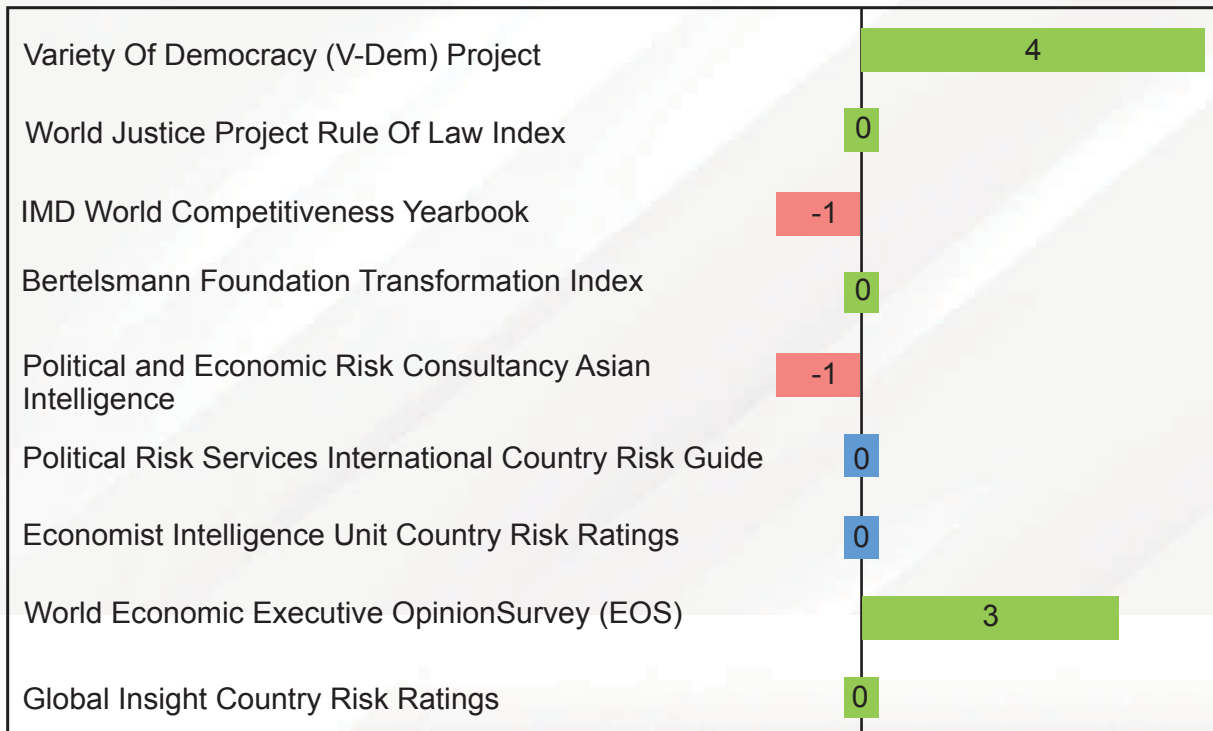 Variety Of Democracy (V-Dem) Project 4
World Justice Project Rule Of Law Index 0
IMD World Competitiveness Yearbook -1
Bertelsmann Foundation Transformation Index 0
Political and Economic Risk Consultancy Asian
Intelligence -1
Political Risk Services International Country Risk Guide 0
Economist Intelligence Unit Country Risk Ratings 0
World Economic Executive OpinionSurvey (EOS) 3
Global Insight Country Risk Ratings 0